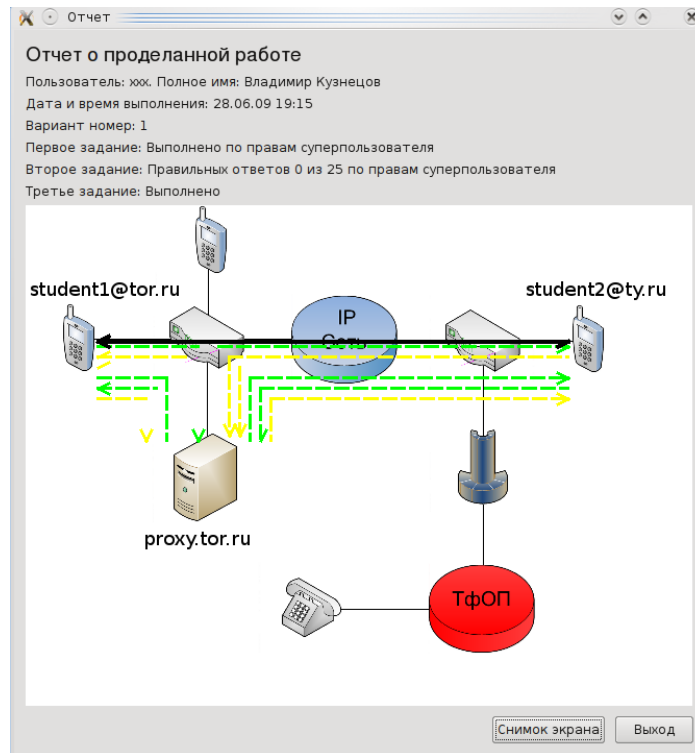 Отчет
Отчет о проделанной работе
Пользователь: xxx. Полное имя: Владимир Кузнецов
Дата и время выполнения: 28.06.09 19:15
Вариант номер: 1
Первое задание: Выполнено по правам суперпользователя
Второе задание: Правильных ответов 0 из 25 по правам суперпользователя
Третье задание: Выполнено
student1@tor.ru
student2@ty.ru
IP
Сеть
proxy.tor.ru
ТфОП
Снимок экрана
Выход